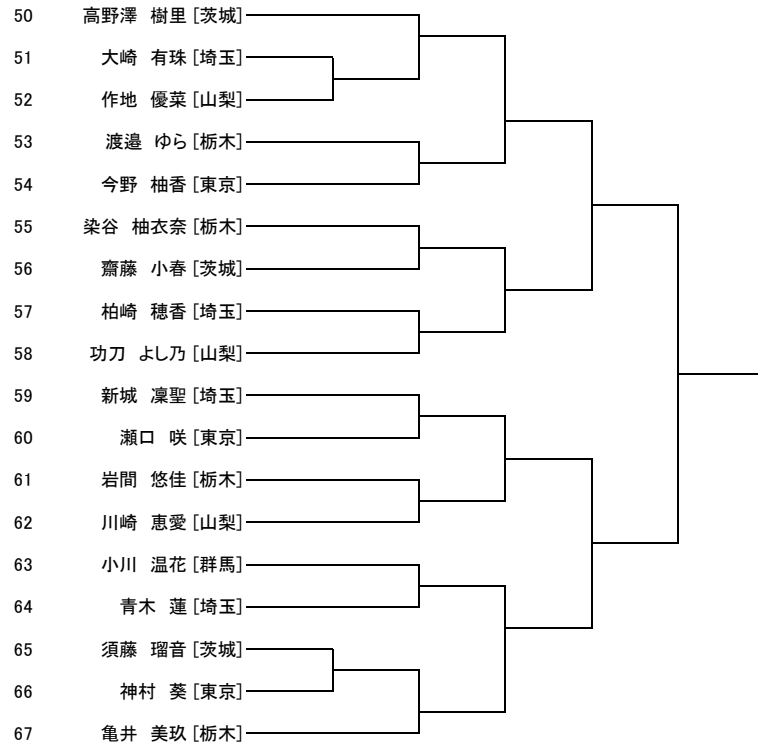 50 高野澤 樹里 [茨城]
51 大崎 有珠 [埼玉]
52 作地 優菜 [山梨]
53 渡邉 ゆら [栃木]
54 今野 柚香 [東京]
55 染谷 柚衣奈 [栃木]
56 齋藤 小春 [茨城]
57 柏崎 穂香 [埼玉]
58 功刀 よし乃 [山梨]
59 新城 凜聖 [埼玉]
60 瀬口 咲 [東京]
61 岩間 悠佳 [栃木]
62 川崎 恵愛 [山梨]
63 小川 温花 [群馬]
64 青木 蓮 [埼玉]
65 須藤 瑠音 [茨城]
66 神村 葵 [東京]
67 亀井 美玖 [栃木]